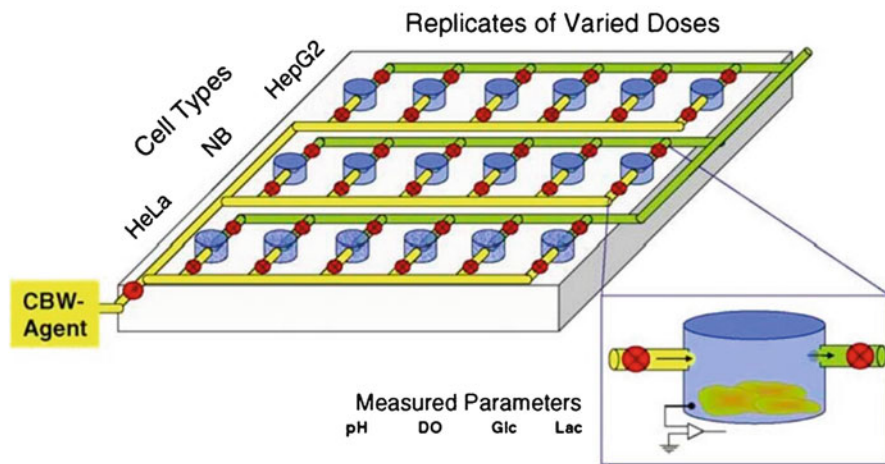 Replicates of Varied Doses
Cell Types
HepG2
NB
HeLa
CBW-
Agent
Measured Parameters
pH DO Glc Lac